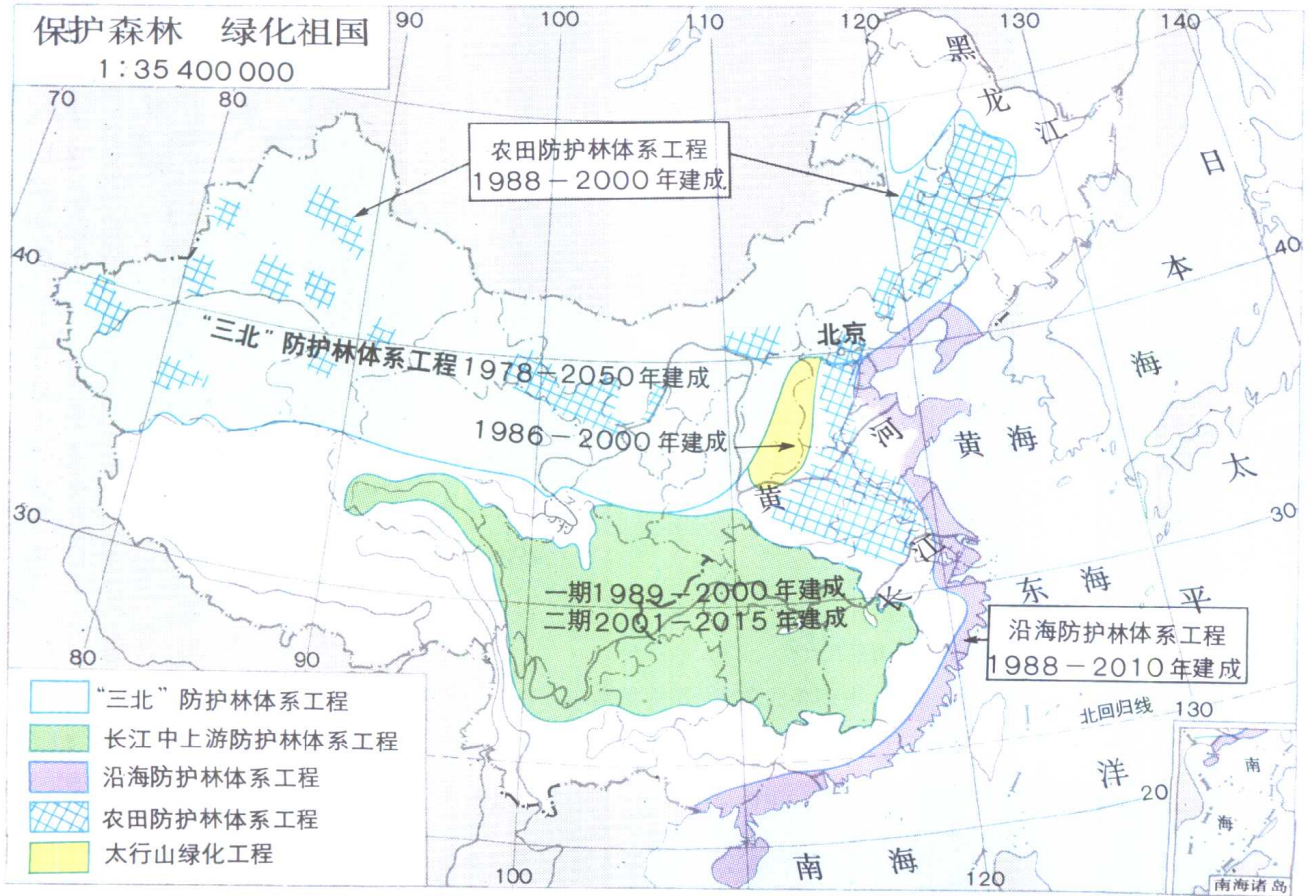 保护森林　绿化祖国
1:35 400 000
70
80
90
100
110
120
130
140
黑
龙
江
农田防护林体系工程
1988－2000年建成
日
本
海
40
40
北京
“三北”防护林体系工程1978－2050年建成
1986－2000年建成
河
黄
黄海
太
30
30
江
长
一期1989－2000年建成
二期2001－2015年建成
东海
平
沿海防护林体系工程
1988－2010年建成
80
90
北回归线
130
洋
20
“三北”防护林体系工程
长江中上游防护林体系工程
沿海防护林体系工程
农田防护林体系工程
太行山绿化工程
100
南海
120
南
海
南海诸岛